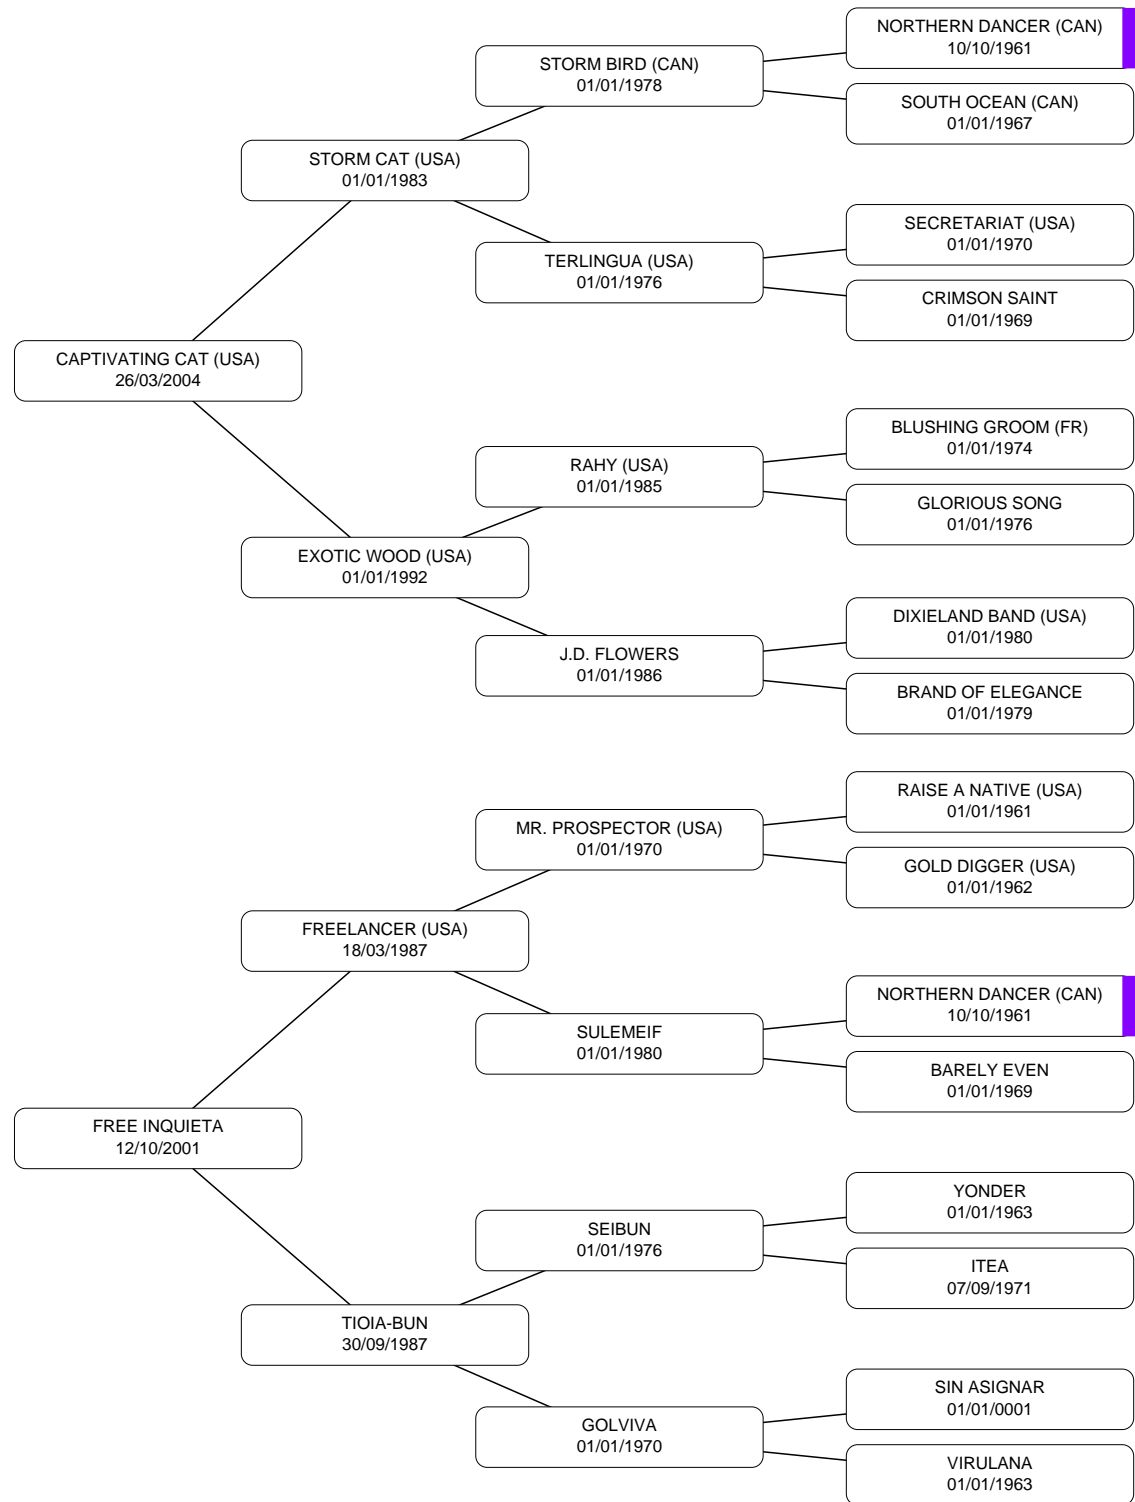 NORTHERN DANCER (CAN)
10/10/1961
STORM BIRD (CAN)
01/01/1978
SOUTH OCEAN (CAN)
01/01/1967
STORM CAT (USA)
01/01/1983
SECRETARIAT (USA)
01/01/1970
TERLINGUA (USA)
01/01/1976
CRIMSON SAINT
01/01/1969
CAPTIVATING CAT (USA)
26/03/2004
BLUSHING GROOM (FR)
01/01/1974
RAHY (USA)
01/01/1985
GLORIOUS SONG
01/01/1976
EXOTIC WOOD (USA)
01/01/1992
DIXIELAND BAND (USA)
01/01/1980
J.D. FLOWERS
01/01/1986
BRAND OF ELEGANCE
01/01/1979
RAISE A NATIVE (USA)
01/01/1961
MR. PROSPECTOR (USA)
01/01/1970
GOLD DIGGER (USA)
01/01/1962
FREELANCER (USA)
18/03/1987
NORTHERN DANCER (CAN)
10/10/1961
SULEMEIF
01/01/1980
BARELY EVEN
01/01/1969
FREE INQUIETA
12/10/2001
YONDER
01/01/1963
SEIBUN
01/01/1976
ITEA
07/09/1971
TIOIA-BUN
30/09/1987
SIN ASIGNAR
01/01/0001
GOLVIVA
01/01/1970
VIRULANA
01/01/1963